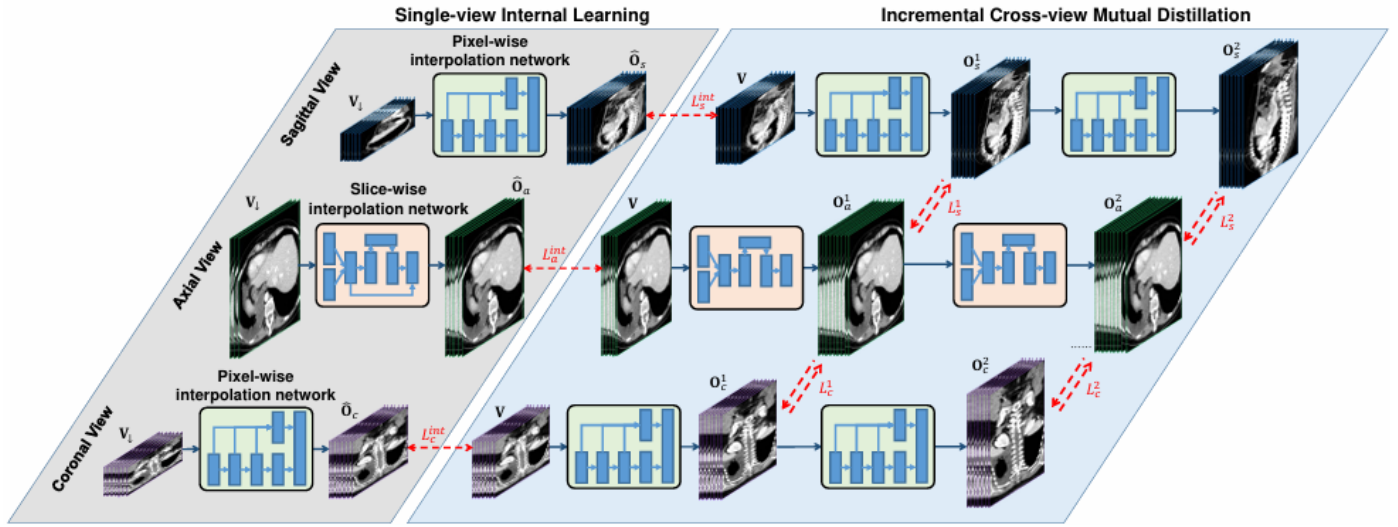 Single-view Internal Learning
Incremental Cross-view Mutual Distillation
Sagittal View
V↓
Pixel-wise
interpolation network
Ô_s
L_s^{int}
V
O_s^1
O_s^2
Axial View
V↓
Slice-wise
interpolation network
Ô_a
L_a^{int}
V
O_a^1
L_s^1
O_a^2
L_s^2
......
Coronal View
V↓
Pixel-wise
interpolation network
Ô_c
L_c^{int}
V
O_c^1
L_c^1
O_c^2
L_c^2